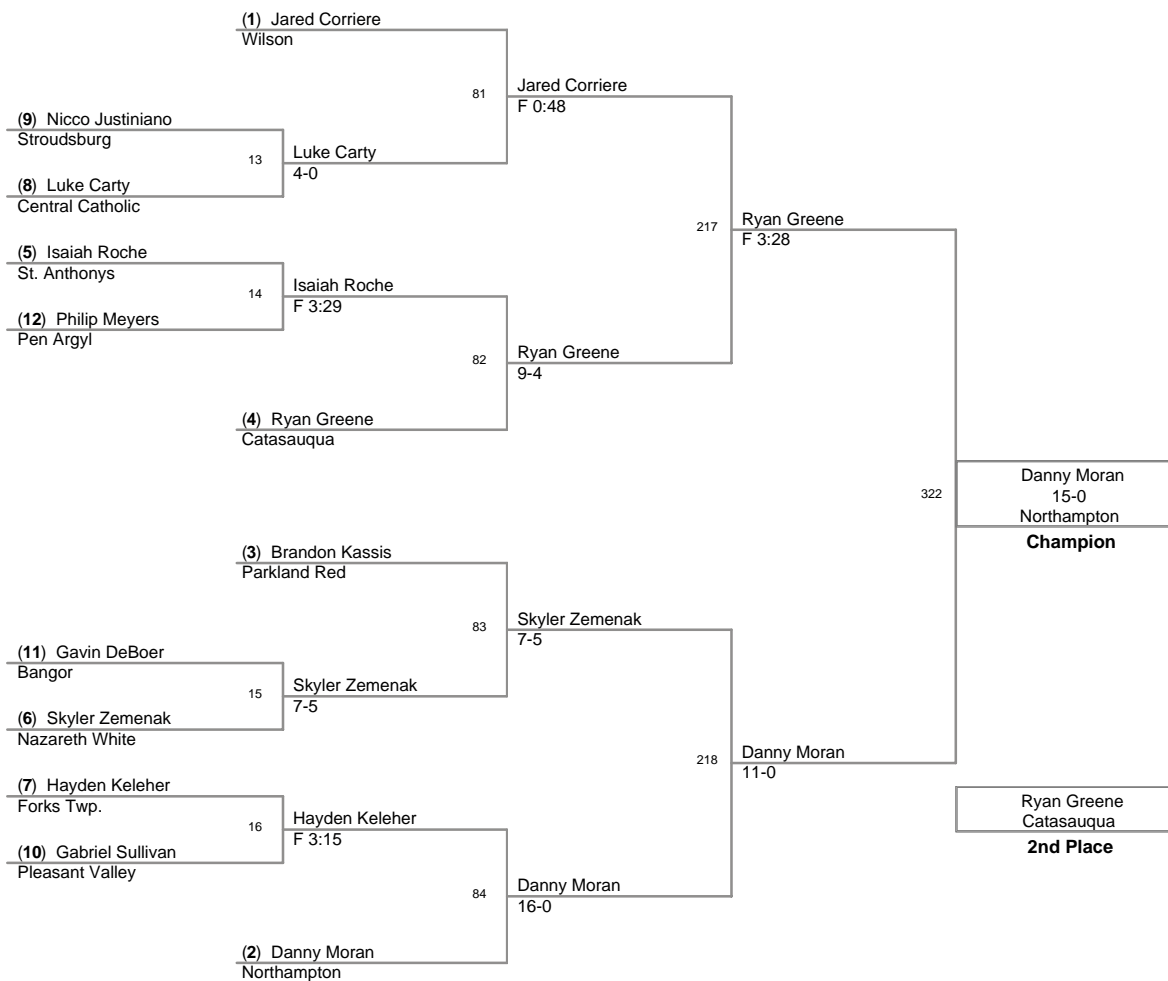 (1) Jared Corriere
Wilson
81
Jared Corriere
F 0:48
(9) Nicco Justiniano
Stroudsburg
13
Luke Carty
4-0
(8) Luke Carty
Central Catholic
217
Ryan Greene
F 3:28
(5) Isaiah Roche
St. Anthonys
14
Isaiah Roche
F 3:29
(12) Philip Meyers
Pen Argyl
82
Ryan Greene
9-4
(4) Ryan Greene
Catasauqua
322
Danny Moran
15-0
Northampton
Champion
(3) Brandon Kassis
Parkland Red
83
Skyler Zemenak
7-5
(11) Gavin DeBoer
Bangor
15
Skyler Zemenak
7-5
(6) Skyler Zemenak
Nazareth White
218
Danny Moran
11-0
(7) Hayden Keleher
Forks Twp.
16
Hayden Keleher
F 3:15
(10) Gabriel Sullivan
Pleasant Valley
84
Danny Moran
16-0
(2) Danny Moran
Northampton
Ryan Greene
Catasauqua
2nd Place